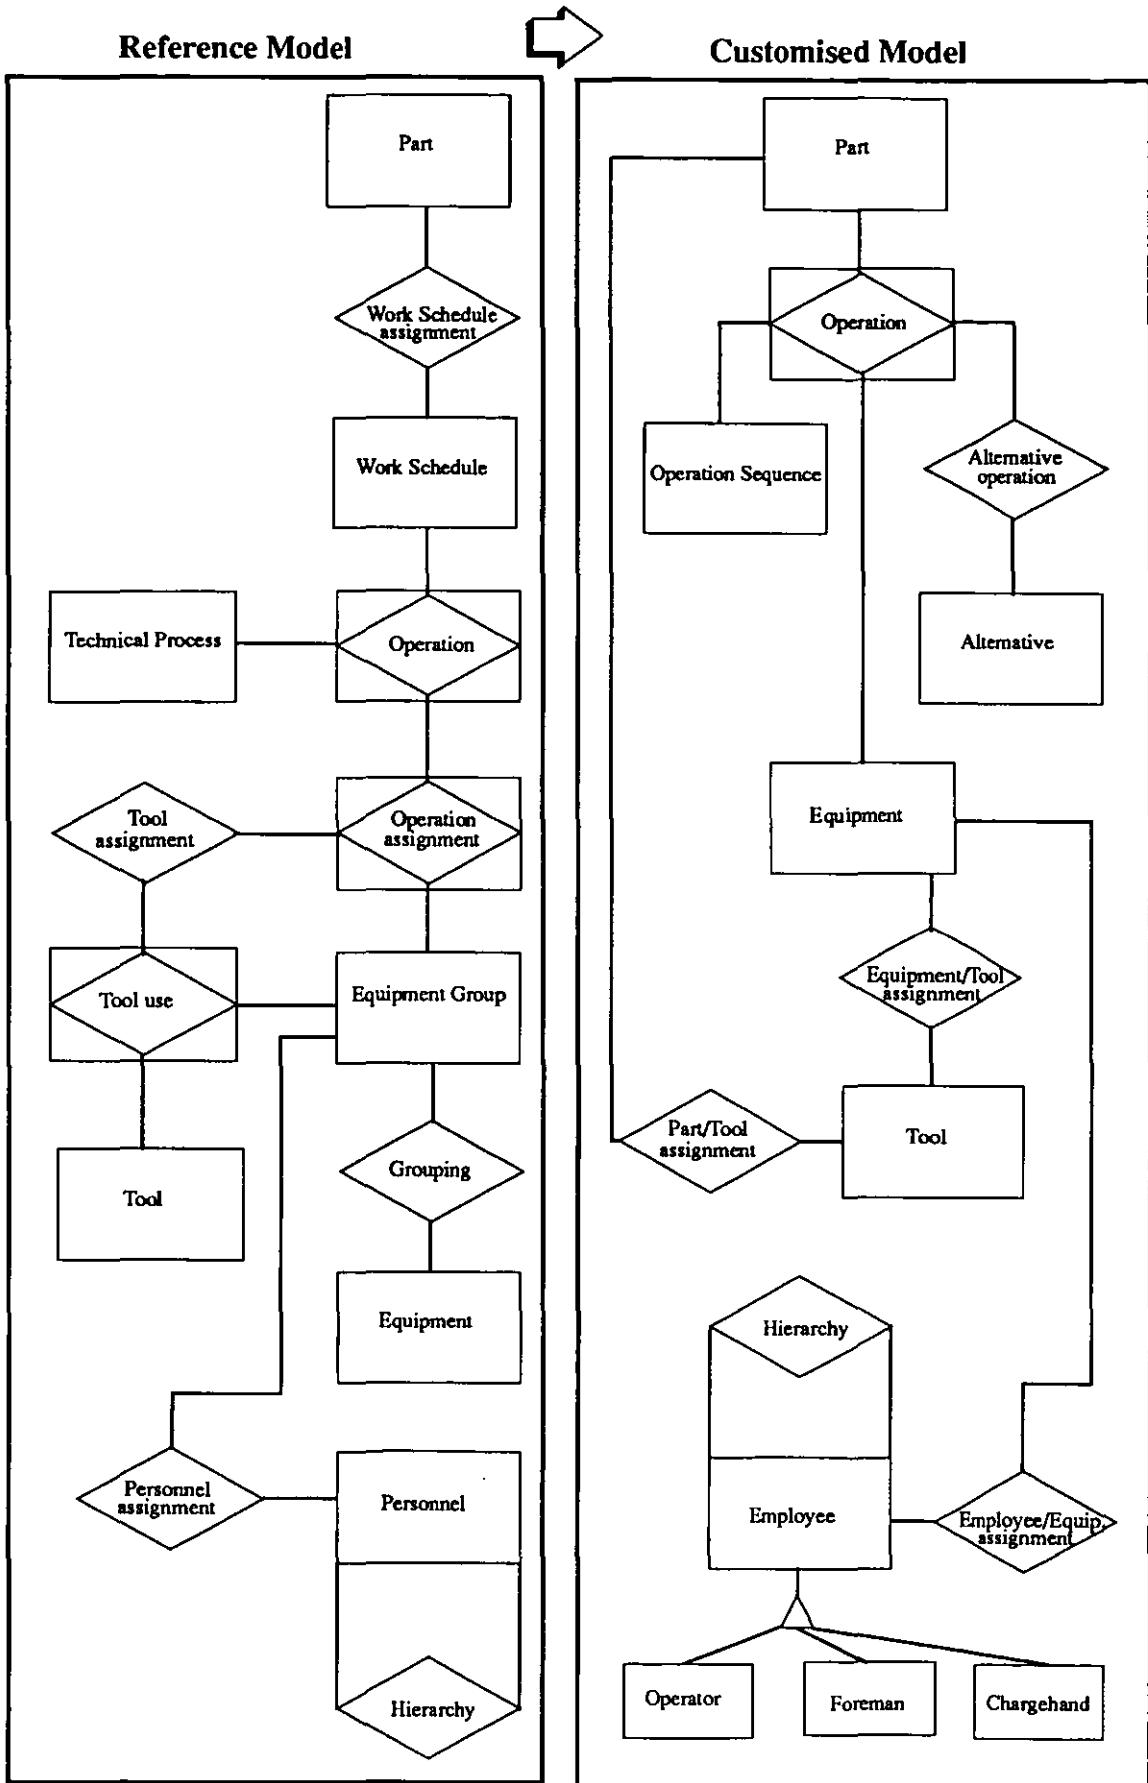 Reference Model
Part
Work Schedule
assignment
Work Schedule
Technical Process
Operation
Tool
assignment
Operation
assignment
Tool use
Equipment Group
Tool
Grouping
Equipment
Personnel
assignment
Personnel
Hierarchy
Customised Model
Part
Operation
Operation Sequence
Alternative
operation
Alternative
Equipment
Equipment/Tool
assignment
Part/Tool
assignment
Tool
Hierarchy
Employee
Employee/Equip.
assignment
Operator
Foreman
Chargehand